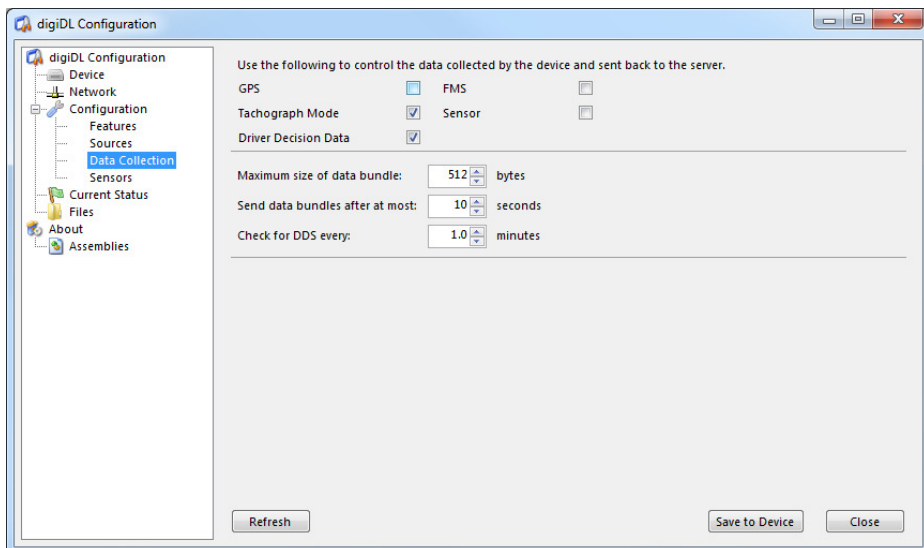 digiDL Configuration
digiDL Configuration
Device
Network
Configuration
Features
Sources
Data Collection
Sensors
Current Status
Files
About
Assemblies
Use the following to control the data collected by the device and sent back to the server.
GPS FMS
Tachograph Mode Sensor
Driver Decision Data
Maximum size of data bundle: 512 bytes
Send data bundles after at most: 10 seconds
Check for DDS every: 1.0 minutes
Refresh Save to Device Close